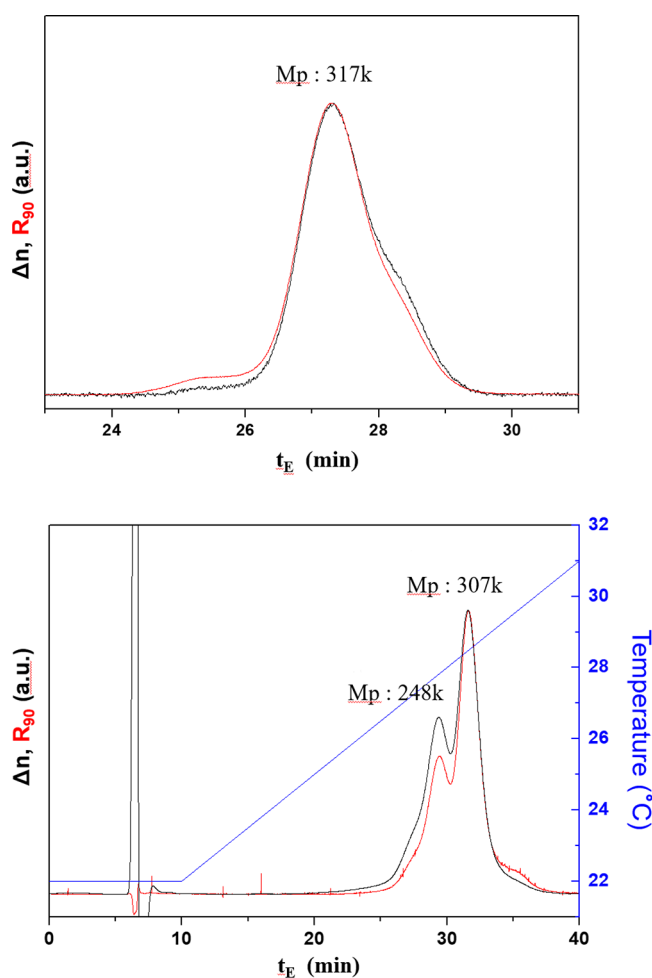 Mp : 317k
Δn, R90 (a.u.)
24 26 28 30
tE (min)
32
30
28
26
24
22
Mp : 307k
Mp : 248k
Δn, R90 (a.u.)
Temperature (°C)
0 10 20 30 40
tE (min)